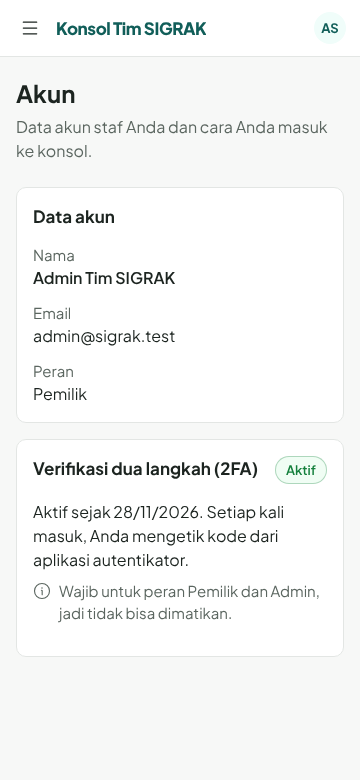 Konsol Tim SIGRAK
AS
Akun
Data akun staf Anda dan cara Anda masuk
ke konsol.
Data akun
Nama
Admin Tim SIGRAK
Email
admin@sigrak.test
Peran
Pemilik
Verifikasi dua langkah (2FA)
Aktif
Aktif sejak 28/11/2026. Setiap kali
masuk, Anda mengetik kode dari
aplikasi autentikator.
Wajib untuk peran Pemilik dan Admin,
jadi tidak bisa dimatikan.